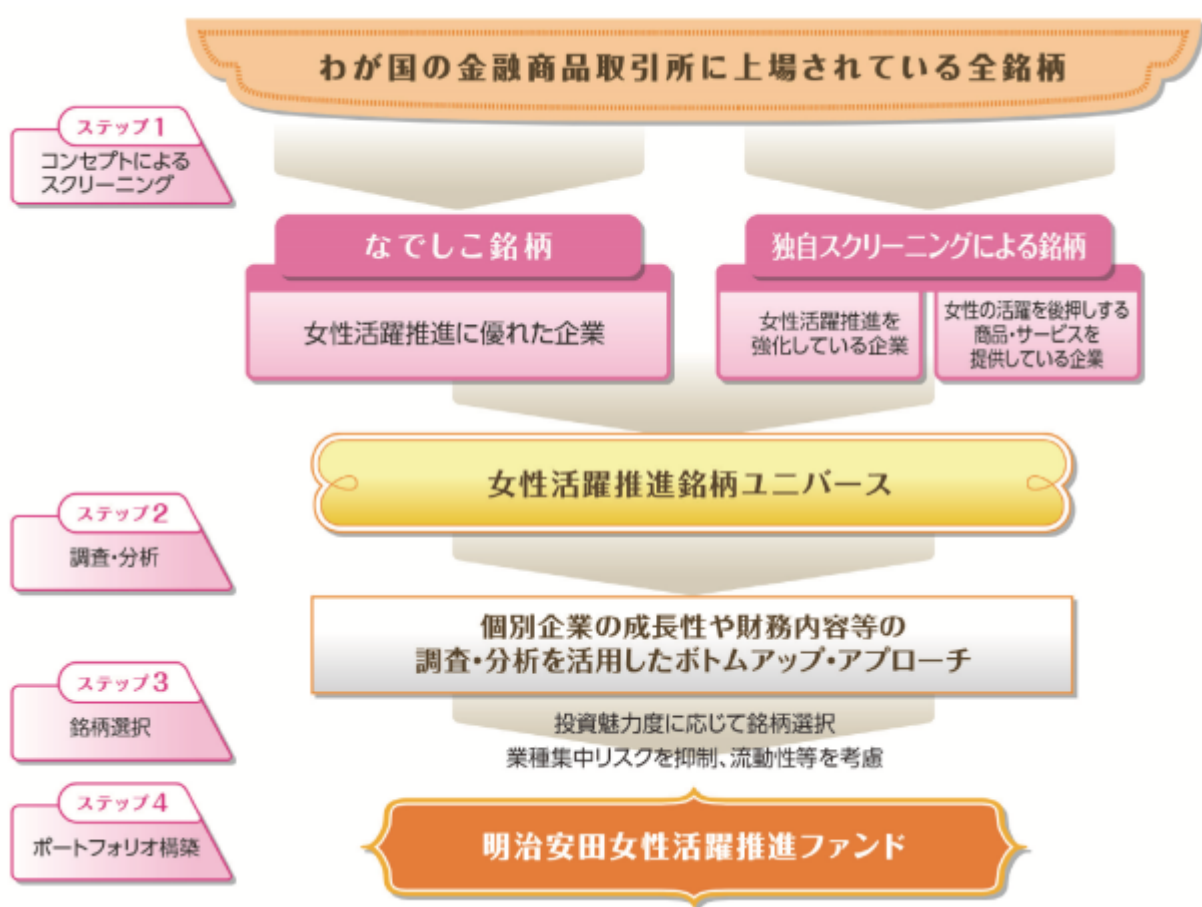 わが国の金融商品取引所に上場されている全銘柄
ステップ1
コンセプトによる
スクリーニング
なでしこ銘柄
女性活躍推進に優れた企業
独自スクリーニングによる銘柄
女性活躍推進を
強化している企業
女性の活躍を後押しする
商品・サービスを
提供している企業
女性活躍推進銘柄ユニバース
ステップ2
調査・分析
個別企業の成長性や財務内容等の
調査・分析を活用したボトムアップ・アプローチ
ステップ3
銘柄選択
投資魅力度に応じて銘柄選択
業種集中リスクを抑制、流動性等を考慮
ステップ4
ポートフォリオ構築
明治安田女性活躍推進ファンド